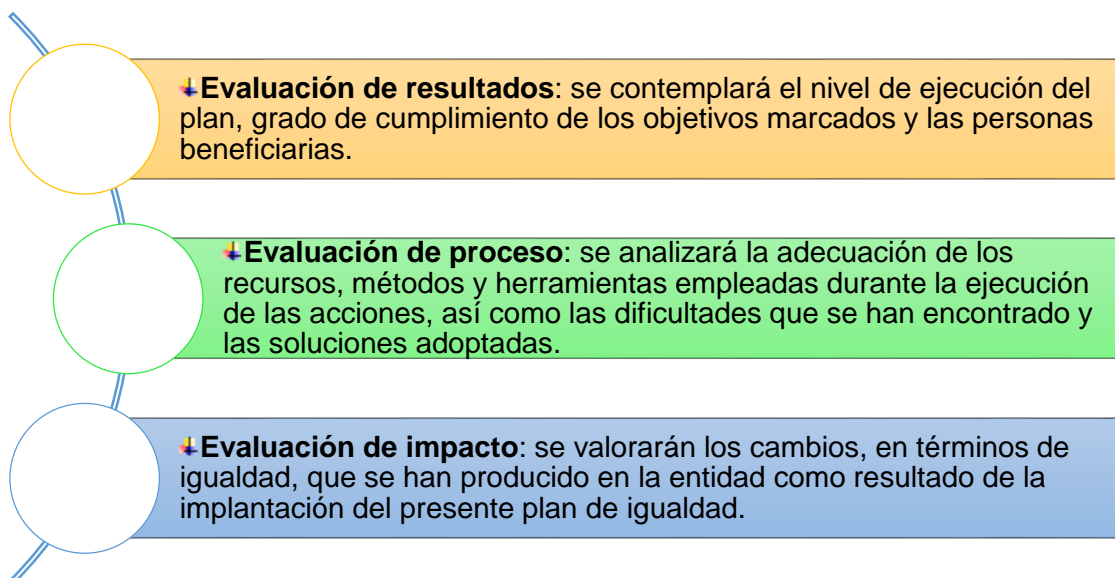 Evaluación de resultados: se contemplará el nivel de ejecución del
plan, grado de cumplimiento de los objetivos marcados y las personas
beneficiarias.
Evaluación de proceso: se analizará la adecuación de los
recursos, métodos y herramientas empleadas durante la ejecución
de las acciones, así como las dificultades que se han encontrado y
las soluciones adoptadas.
Evaluación de impacto: se valorarán los cambios, en términos de
igualdad, que se han producido en la entidad como resultado de la
implantación del presente plan de igualdad.